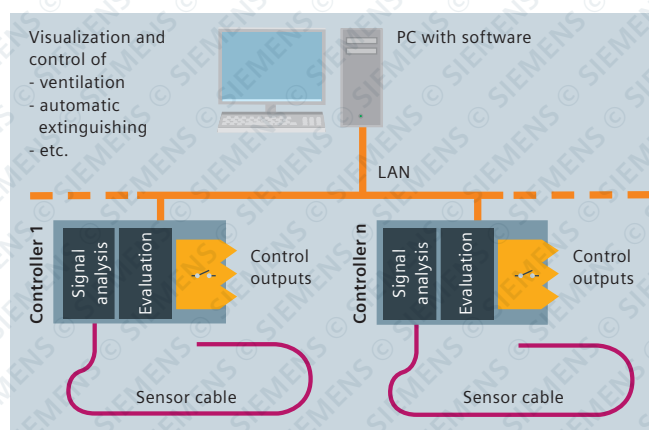 Visualization and
control of
- ventilation
- automatic
extinguishing
- etc.
PC with software
LAN
Controller 1
Signal
analysis
Evaluation
Control
outputs
Sensor cable
Controller n
Signal
analysis
Evaluation
Control
outputs
Sensor cable
SIEMENS ©